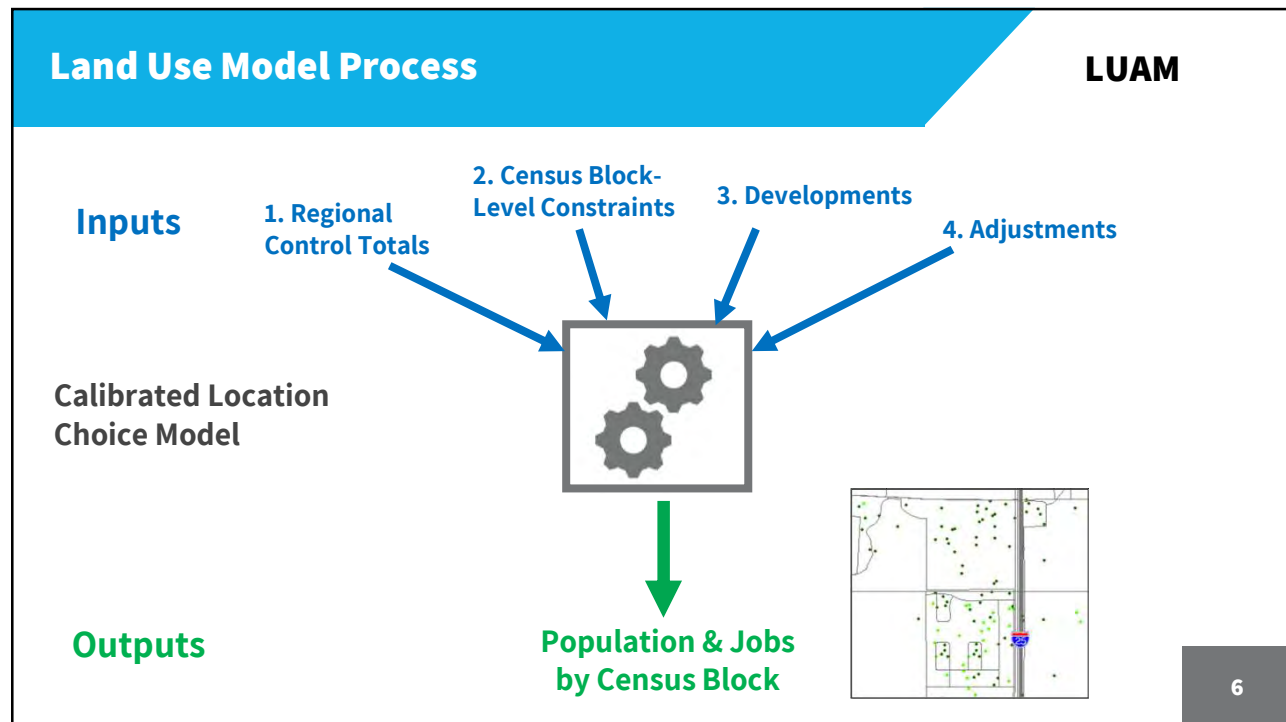 Land Use Model Process
LUAM
Inputs
1. Regional
Control Totals
2. Census Block-
Level Constraints
3. Developments
4. Adjustments
Calibrated Location
Choice Model
Outputs
Population & Jobs
by Census Block
25
6